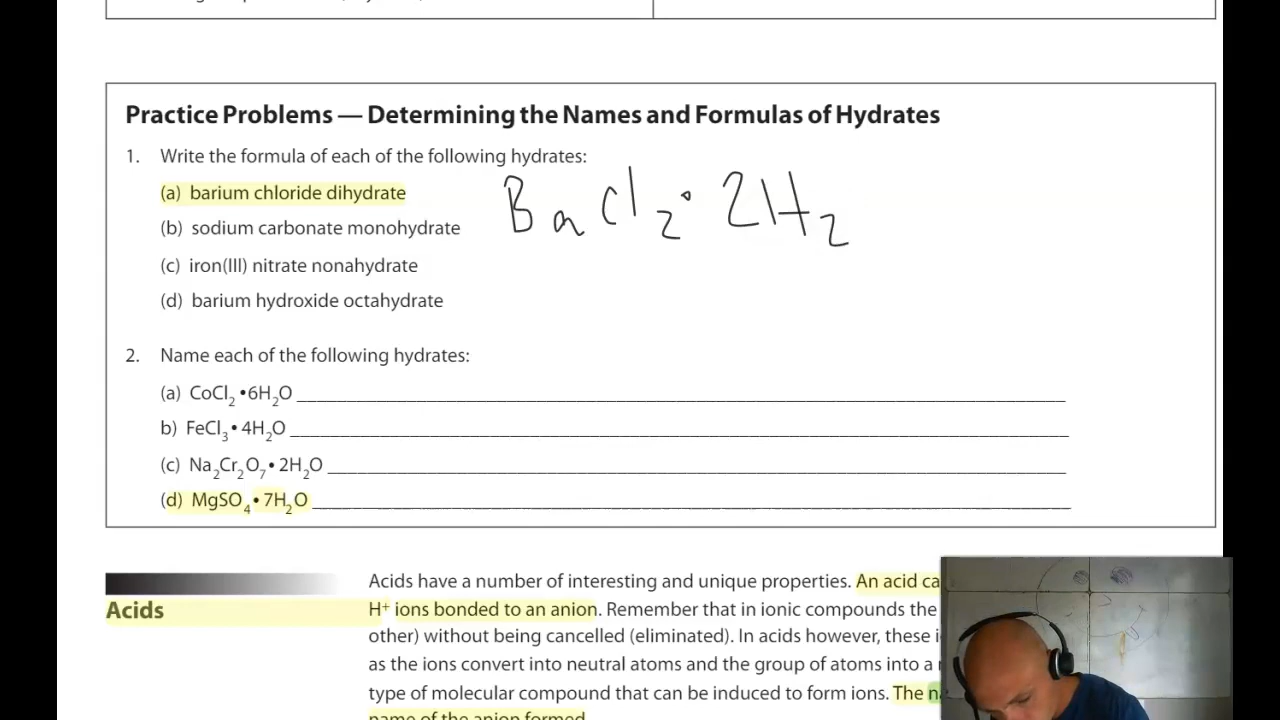 Practice Problems — Determining the Names and Formulas of Hydrates
1. Write the formula of each of the following hydrates:
(a) barium chloride dihydrate
BaCl2•2H2
(b) sodium carbonate monohydrate
(c) iron(III) nitrate nonahydrate
(d) barium hydroxide octahydrate
2. Name each of the following hydrates:
(a) CoCl2•6H2O
b) FeCl3•4H2O
(c) Na2Cr2O7•2H2O
(d) MgSO4•7H2O
Acids
Acids have a number of interesting and unique properties. An acid ca
H+ ions bonded to an anion. Remember that in ionic compounds the
other) without being cancelled (eliminated). In acids however, these i
as the ions convert into neutral atoms and the group of atoms into a
type of molecular compound that can be induced to form ions. The n
name of the anion formed